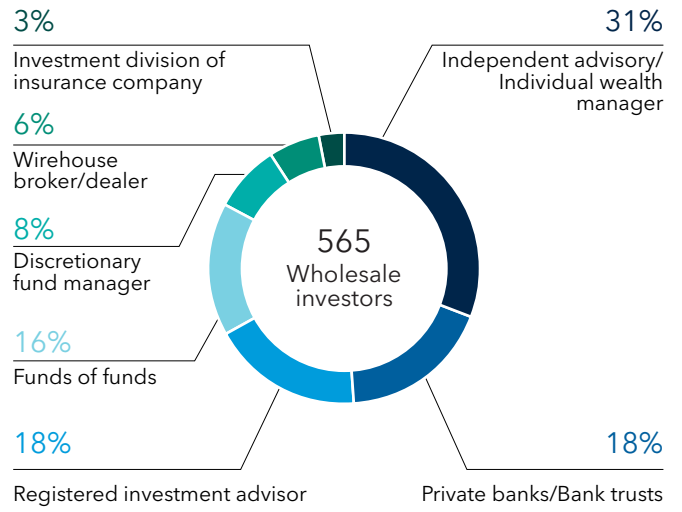 3%
Investment division of
insurance company
6%
Wirehouse
broker/dealer
8%
Discretionary
fund manager
16%
Funds of funds
18%
Registered investment advisor
31%
Independent advisory/
Individual wealth
manager
565
Wholesale
investors
18%
Private banks/Bank trusts